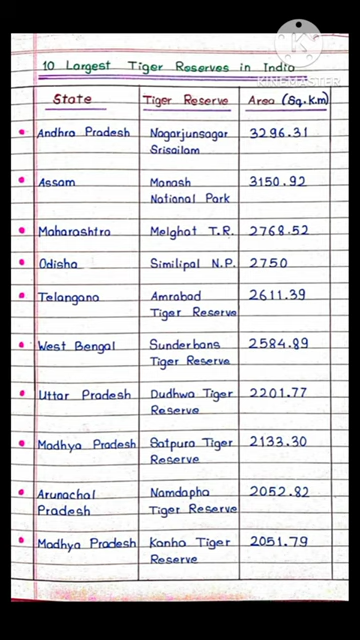 10 Largest Tiger Reserves in India
KINEMASTER
State Tiger Reserve Area (Sq.K.m)
Andhra Pradesh Nagarjunsagar 3296.31
Srisailam
Assam Manash 3150.92
National Park
Maharashtra Melghat T.R. 2768.52
Odisha Similipal N.P. 2750
Telangana Amrabad 2611.39
Tiger Reserve
West Bengal Sunderbans 2584.89
Tiger Reserve
Uttar Pradesh Dudhwa Tiger 2201.77
Reserve
Madhya Pradesh Satpura Tiger 2133.30
Reserve
Arunachal Namdapha 2052.82
Pradesh Tiger Reserve
Madhya Pradesh Kanha Tiger 2051.79
Reserve